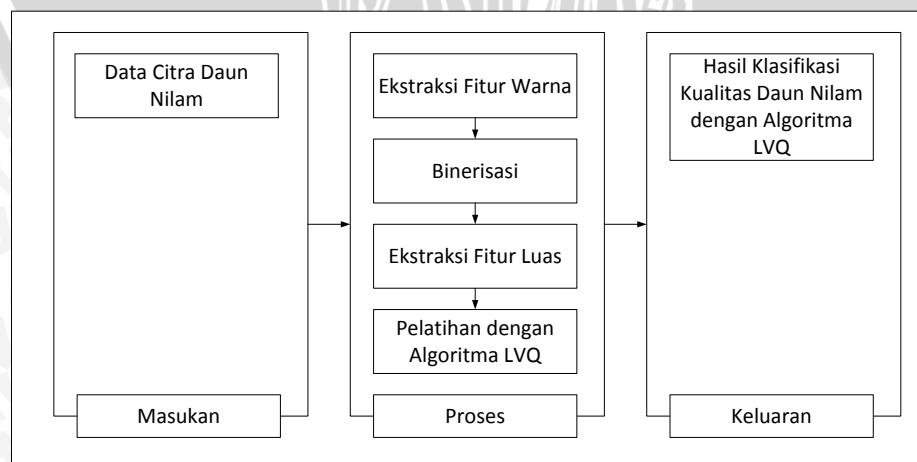 Data Citra Daun
Nilam
Masukan
Ekstraksi Fitur Warna
Binerisasi
Ekstraksi Fitur Luas
Pelatihan dengan
Algoritma LVQ
Proses
Hasil Klasifikasi
Kualitas Daun Nilam
dengan Algoritma
LVQ
Keluaran